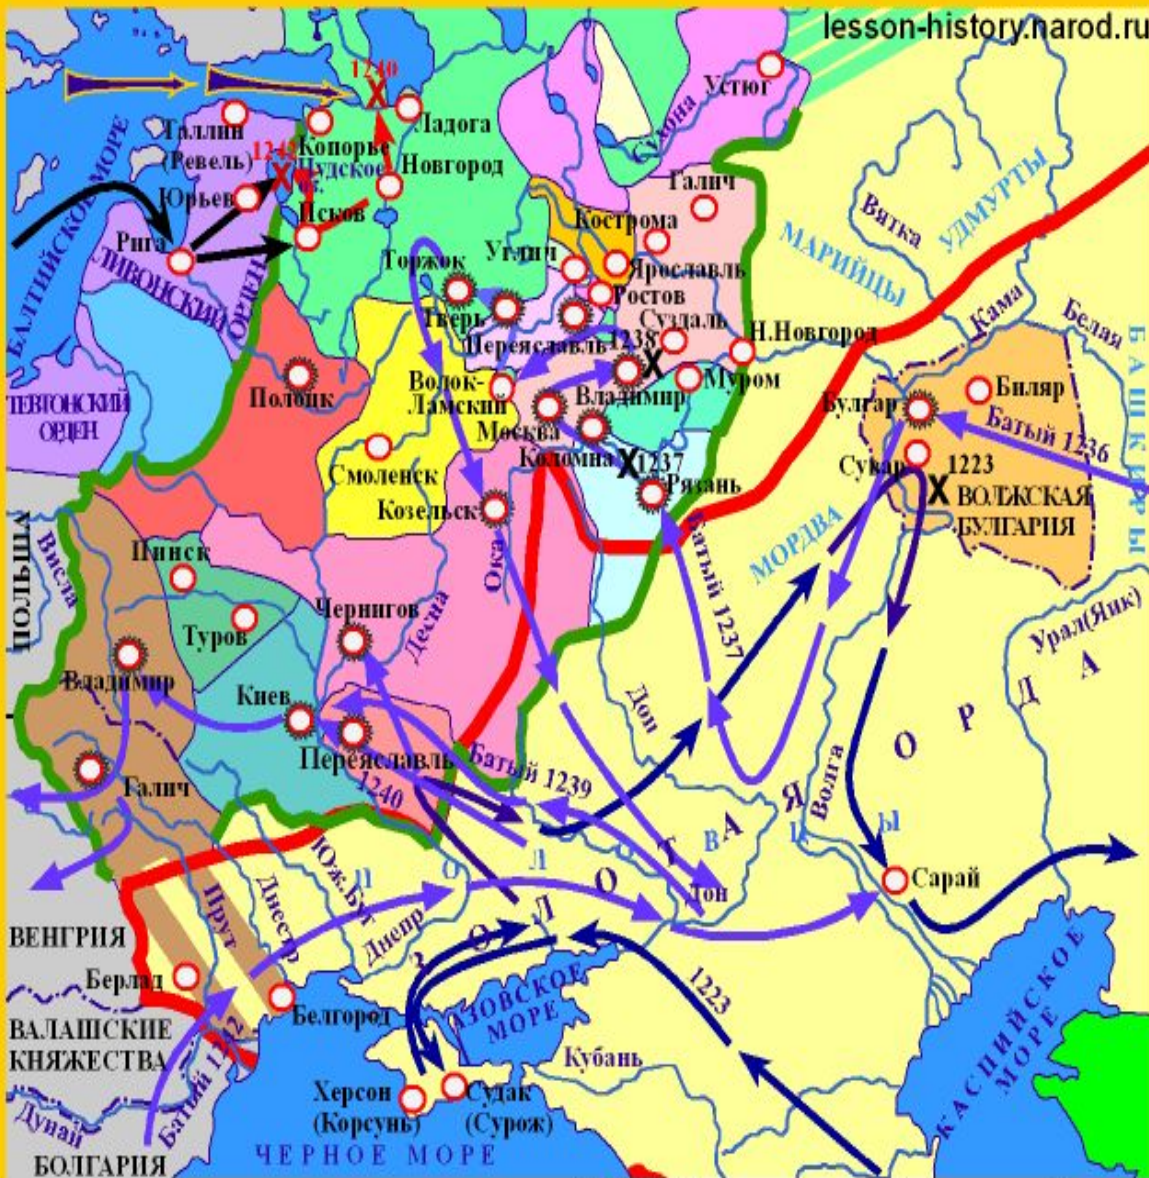 lesson-history.narod.ru
1240
Устюг
Сухона
Таллин
(Ревель)
Копорье
Ладога
Чудское
оз.
Новгород
Юрьев
Псков
Рига
БАЛТИЙСКОЕ МОРЕ
ЛИВОНСКИЙ
ОРДЕН
Галич
Кострома
Углич
Ярославль
Торжок
Ростов
Тверь
Суздаль
Переяславль
1238
Н.Новгород
Вятка
УДМУРТЫ
МАРИЙЦЫ
Кама
Белая
БАШКИРЫ
Полоцк
Волок-
Ламский
Владимир
Муром
Москва
Булгар
Биляр
Батый 1236
ТЕВТОНСКИЙ
ОРДЕН
Смоленск
Коломна
1237
Рязань
Сукар
1223
ВОЛЖСКАЯ
БУЛГАРИЯ
Козельск
МОРДВА
Батый 1237
ПОЛЬША
Висла
Пинск
Ока
Туров
Чернигов
Десна
Урал(Яик)
Владимир
Киев
Дон
Переяславль
Галич
1240
Батый 1239
Волга
ЗОЛОТАЯ ОРДА
ПОЛОВЦЫ
Юж.Буг
Прут
Днестр
Днепр
Дон
Сарай
ВЕНГРИЯ
Берлад
Белгород
АЗОВСКОЕ
МОРЕ
1223
КАСПИЙСКОЕ
МОРЕ
ВАЛАШСКИЕ
КНЯЖЕСТВА
Батый 1242
Кубань
Херсон
(Корсунь)
Судак
(Сурож)
Дунай
БОЛГАРИЯ
ЧЕРНОЕ МОРЕ